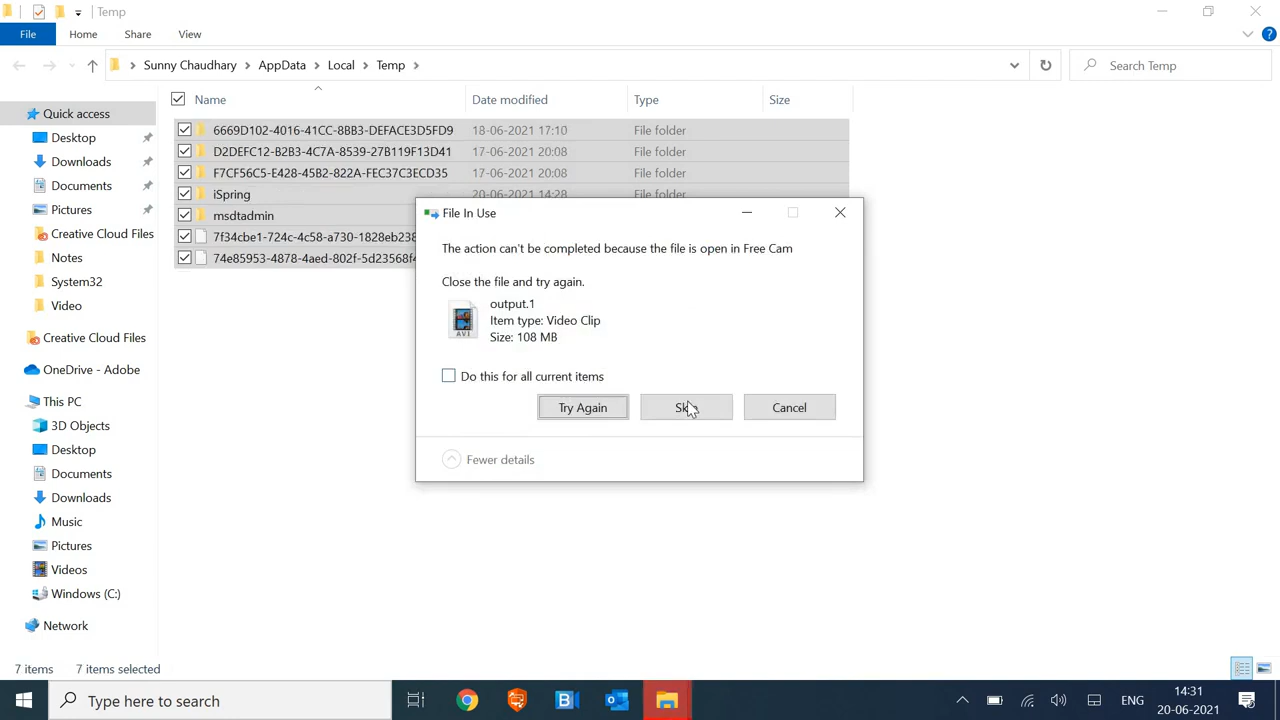 Temp
File Home Share View
Sunny Chaudhary AppData Local Temp
Search Temp
Name Date modified Type Size
Quick access
Desktop
Downloads
Documents
Pictures
Creative Cloud Files
Notes
System32
Video
Creative Cloud Files
OneDrive - Adobe
This PC
3D Objects
Desktop
Documents
Downloads
Music
Pictures
Videos
Windows (C:)
Network
6669D102-4016-41CC-8BB3-DEFACE3D5FD9 18-06-2021 17:10 File folder
D2DEFC12-B2B3-4C7A-8539-27B119F13D41 17-06-2021 20:08 File folder
F7CF56C5-E428-45B2-822A-FEC37C3ECD35 17-06-2021 20:08 File folder
iSpring 20-06-2021 14:28 File folder
msdtadmin
7f34cbe1-724c-4c58-a730-1828eb238
74e85953-4878-4aed-802f-5d23568f4
File In Use
The action can't be completed because the file is open in Free Cam
Close the file and try again.
output.1
Item type: Video Clip
Size: 108 MB
AVI
Do this for all current items
Try Again Cancel
Fewer details
7 items 7 items selected
Type here to search
B
ENG
14:31
20-06-2021